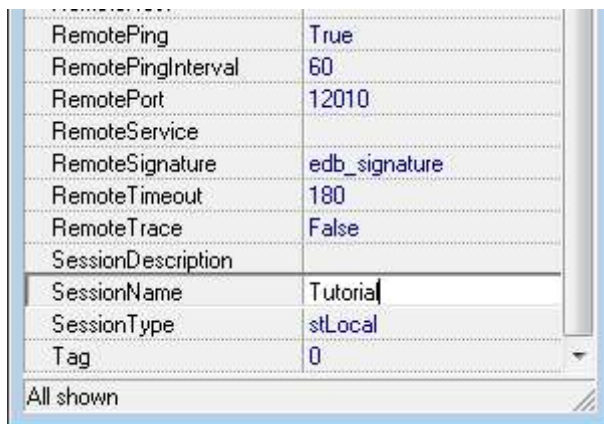 RemotePing True
RemotePingInterval 60
RemotePort 12010
RemoteService
RemoteSignature edb_signature
RemoteTimeout 180
RemoteTrace False
SessionDescription
SessionName Tutorial
SessionType stLocal
Tag 0
All shown